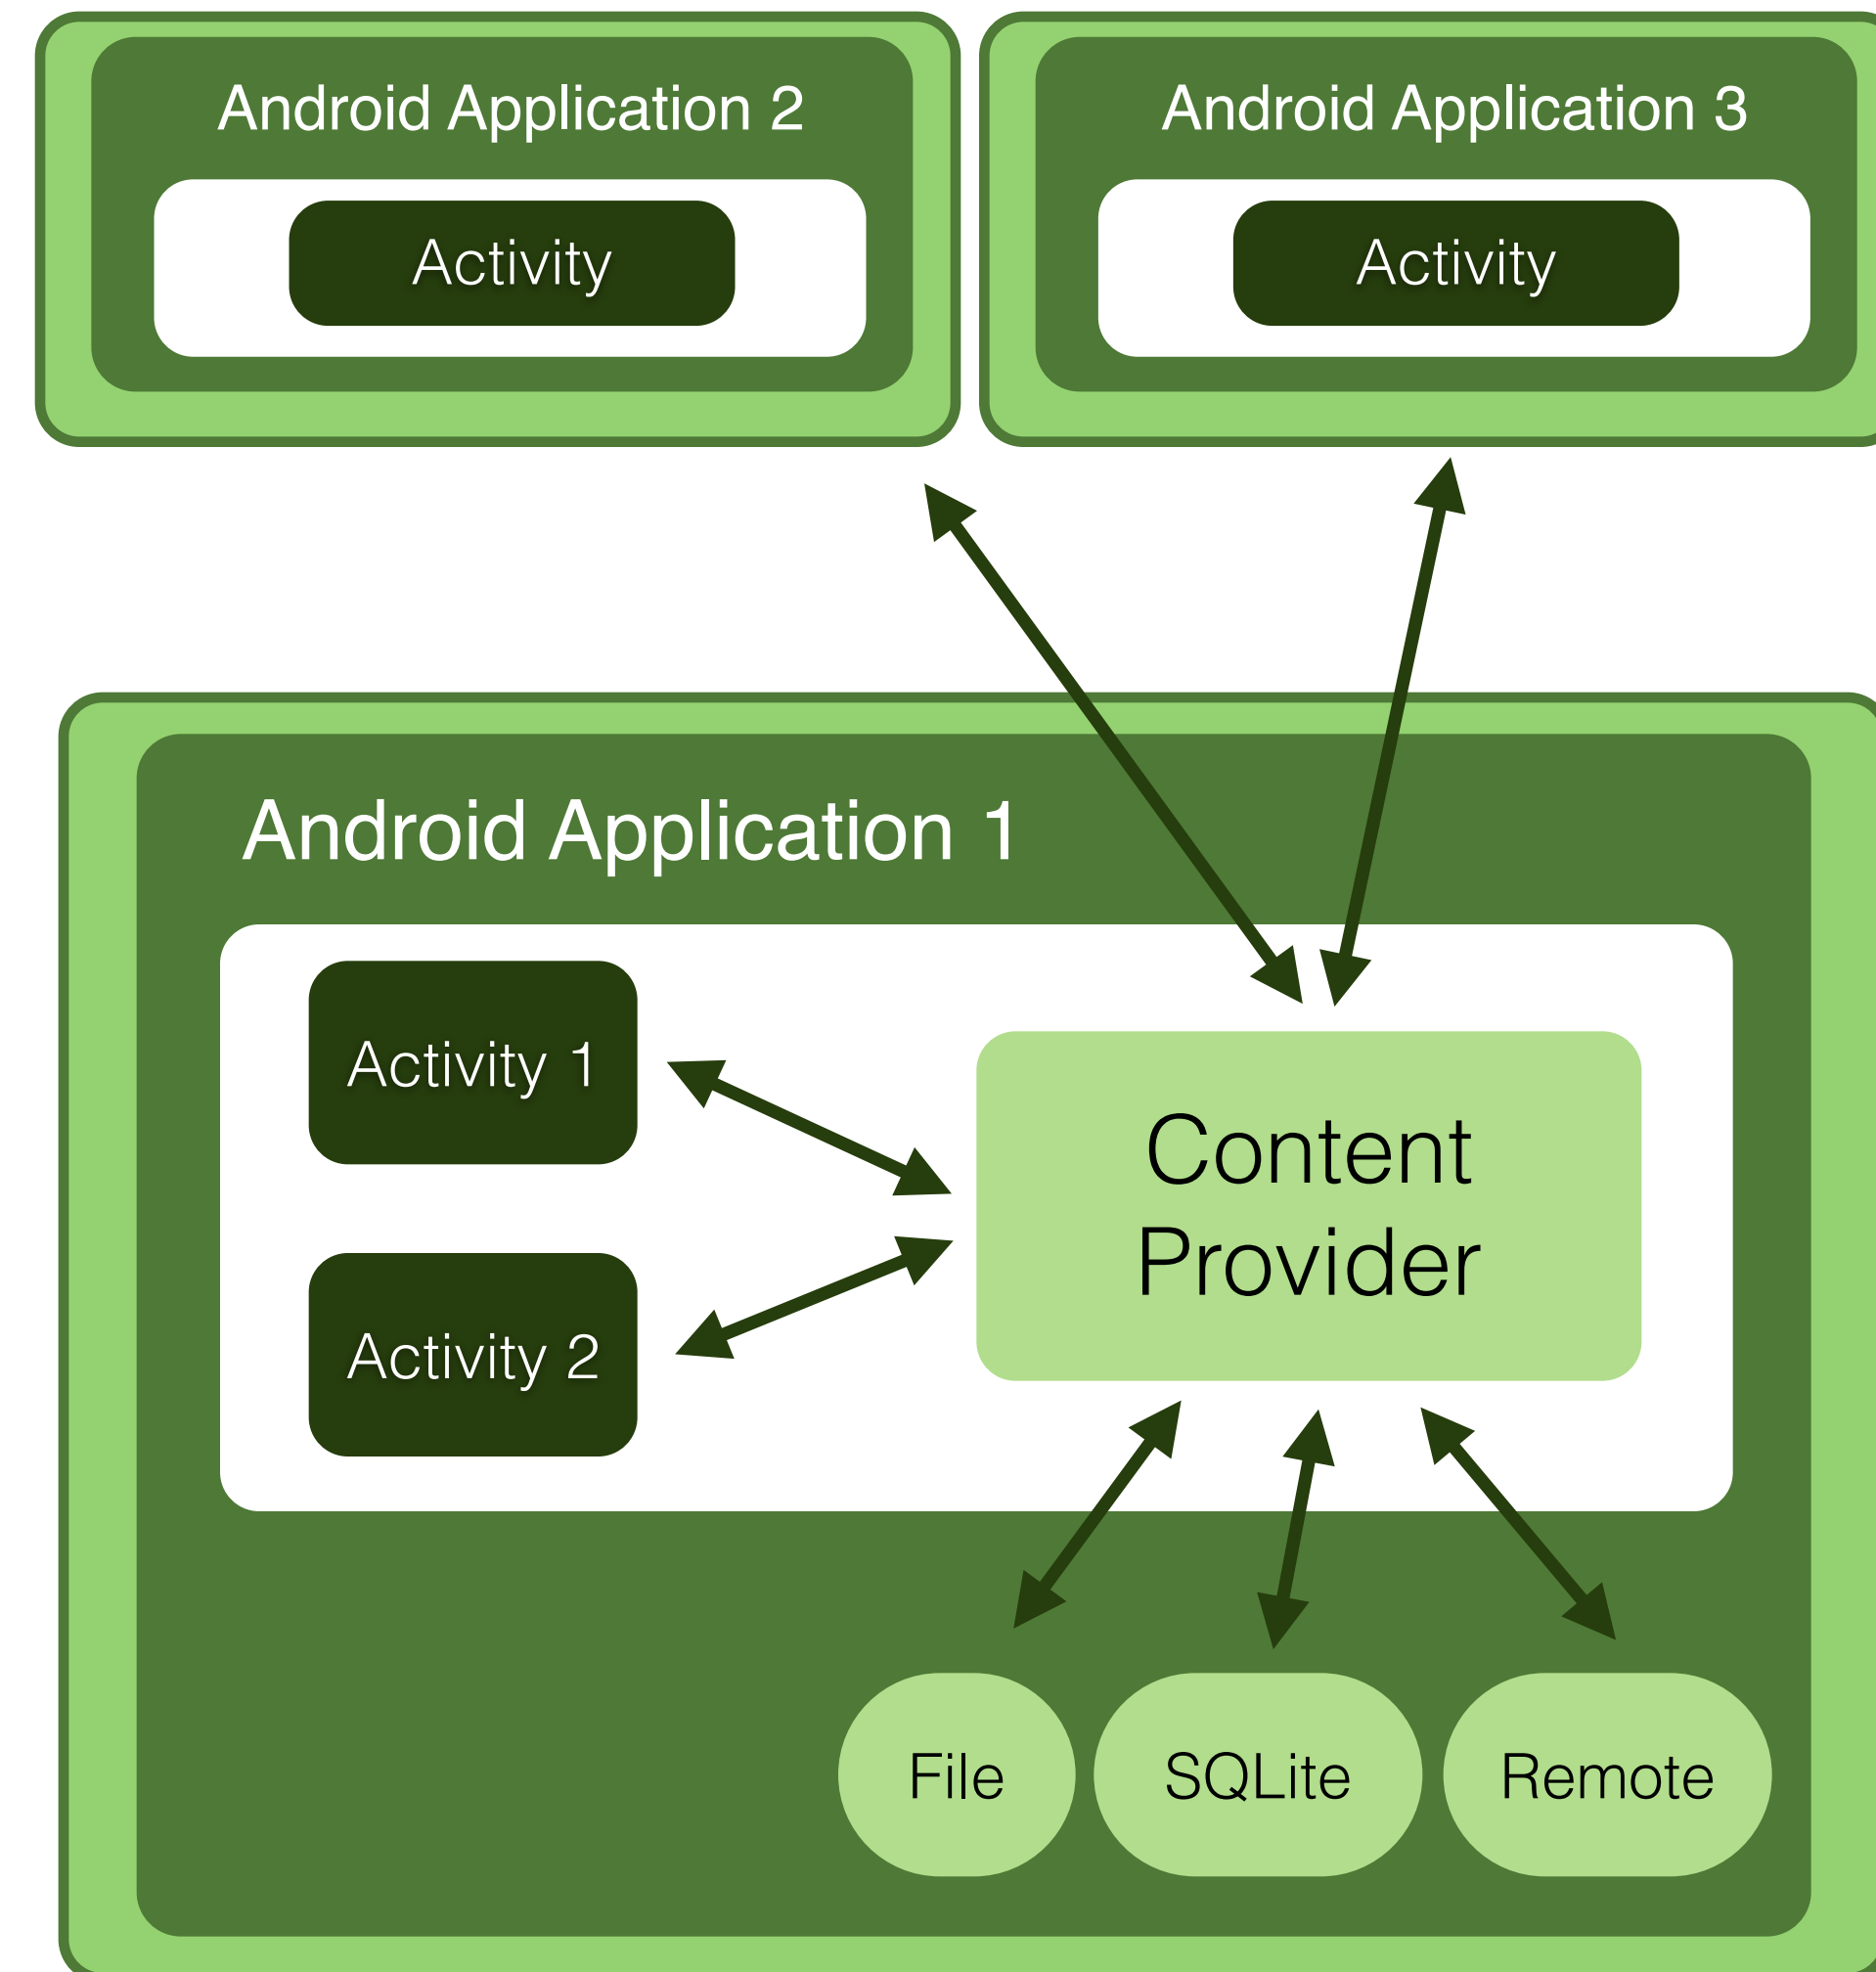 Android Application 2
Activity
Android Application 3
Activity
Android Application 1
Activity 1
Activity 2
Content
Provider
File
SQLite
Remote